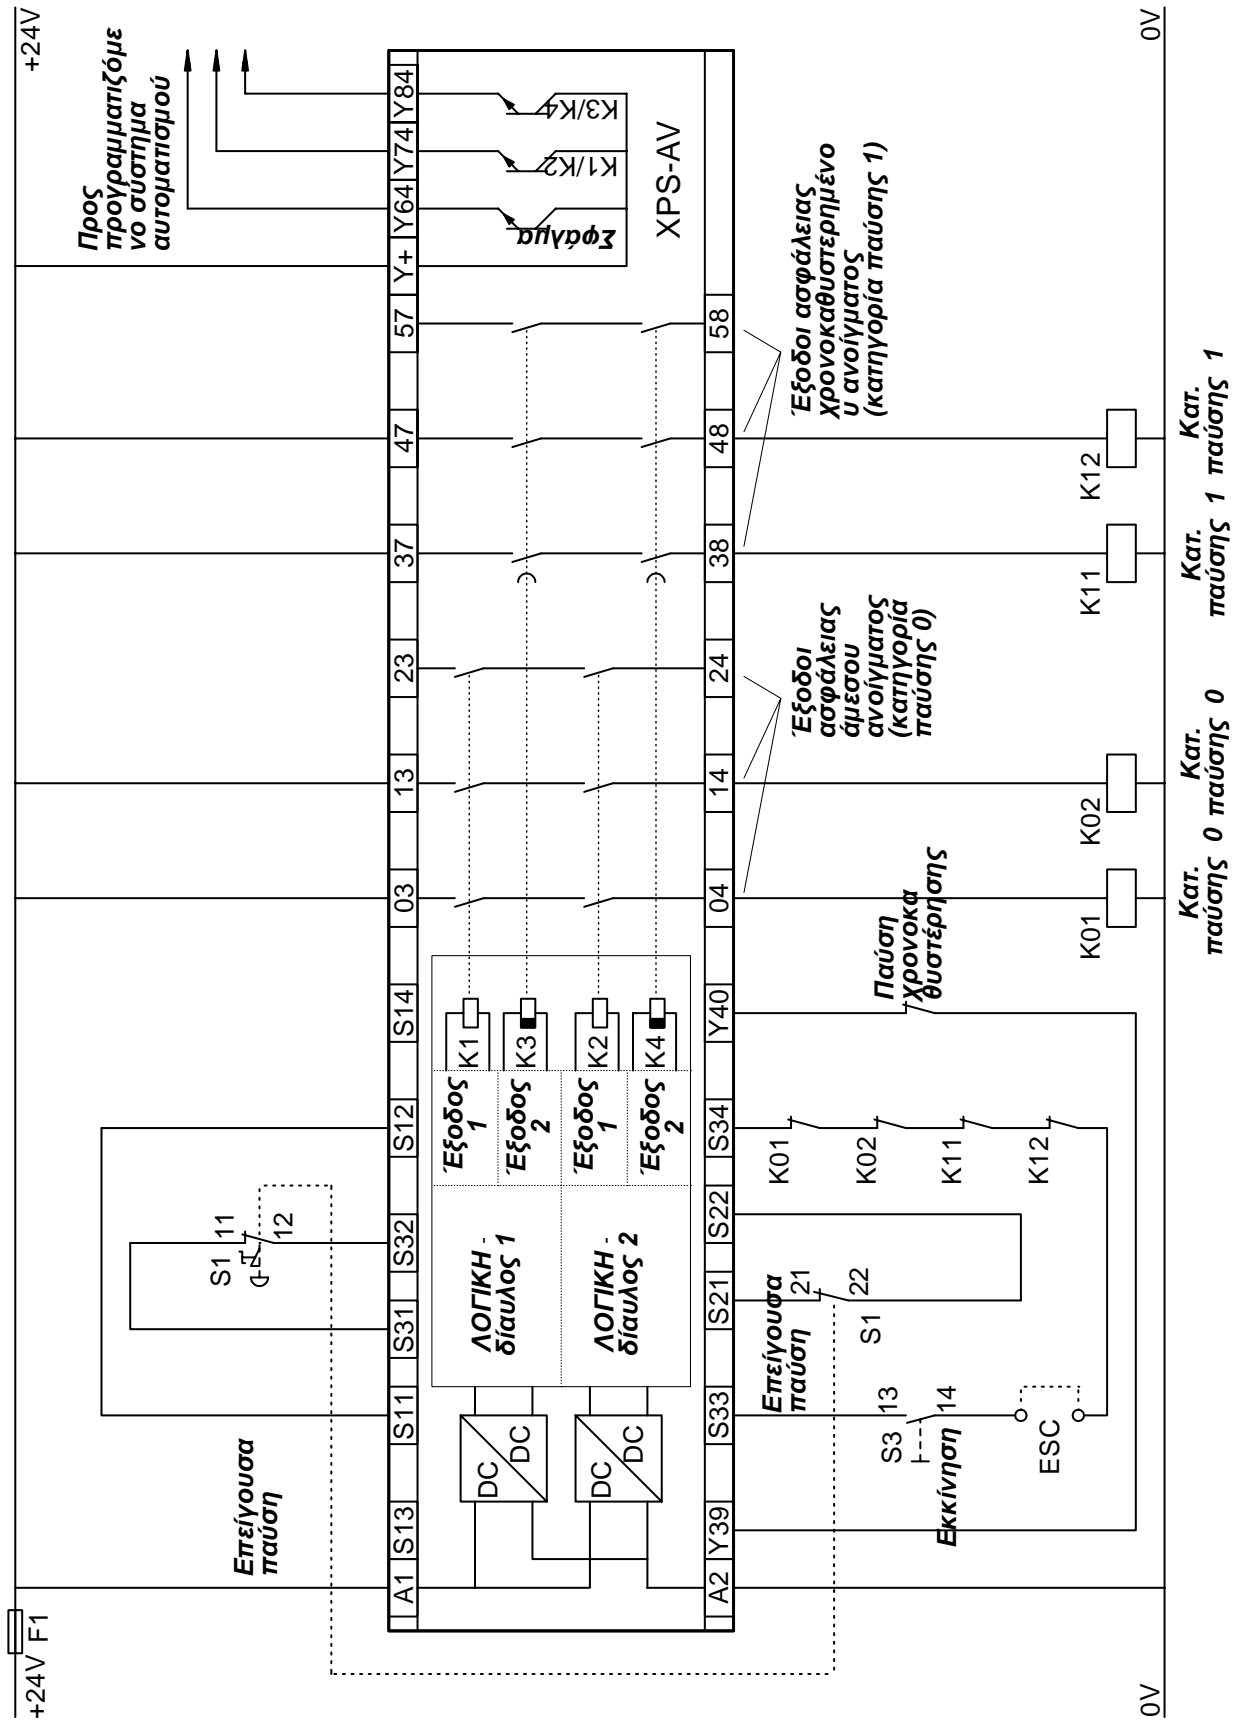 +24V
F1
+24V
Επείγουσα
παύση
S1
11
12
Προς
προγραμματιζόμε
νο σύστημα
αυτοματισμού
A1
S13
S11
S31
S32
S12
S14
03
13
23
37
47
57
Y+
Y64
Y74
Y84
DC
DC
DC
DC
ΛΟΓΙΚΗ -
δίαυλος 1
ΛΟΓΙΚΗ -
δίαυλος 2
Έξοδος
1
Έξοδος
2
Έξοδος
1
Έξοδος
2
K1
K3
K2
K4
Σφάλμα
K1/K2
K3/K4
XPS-AV
A2
Y39
S33
S21
S22
S34
Y40
04
14
24
38
48
58
Επείγουσα
παύση
21
22
S1
S3
13
14
Εκκίνηση
ESC
K01
K02
K11
K12
Παύση
χρονοκα
θυστέρησης
Έξοδοι
ασφάλειας
άμεσου
ανοίγματος
(κατηγορία
παύσης 0)
Έξοδοι ασφάλειας
χρονοκαθυστερημένο
υ ανοίγματος
(κατηγορία παύσης 1)
K01
K02
K11
K12
0V
0V
Κατ.
παύσης 0
Κατ.
παύσης 0
Κατ.
παύσης 1
Κατ.
παύσης 1